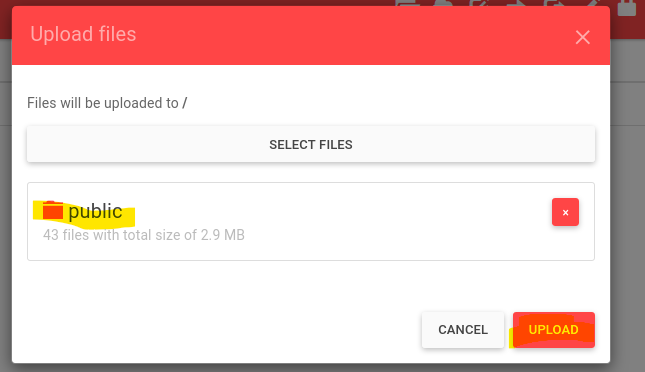 Upload files
Files will be uploaded to /
SELECT FILES
public
43 files with total size of 2.9 MB
CANCEL
UPLOAD